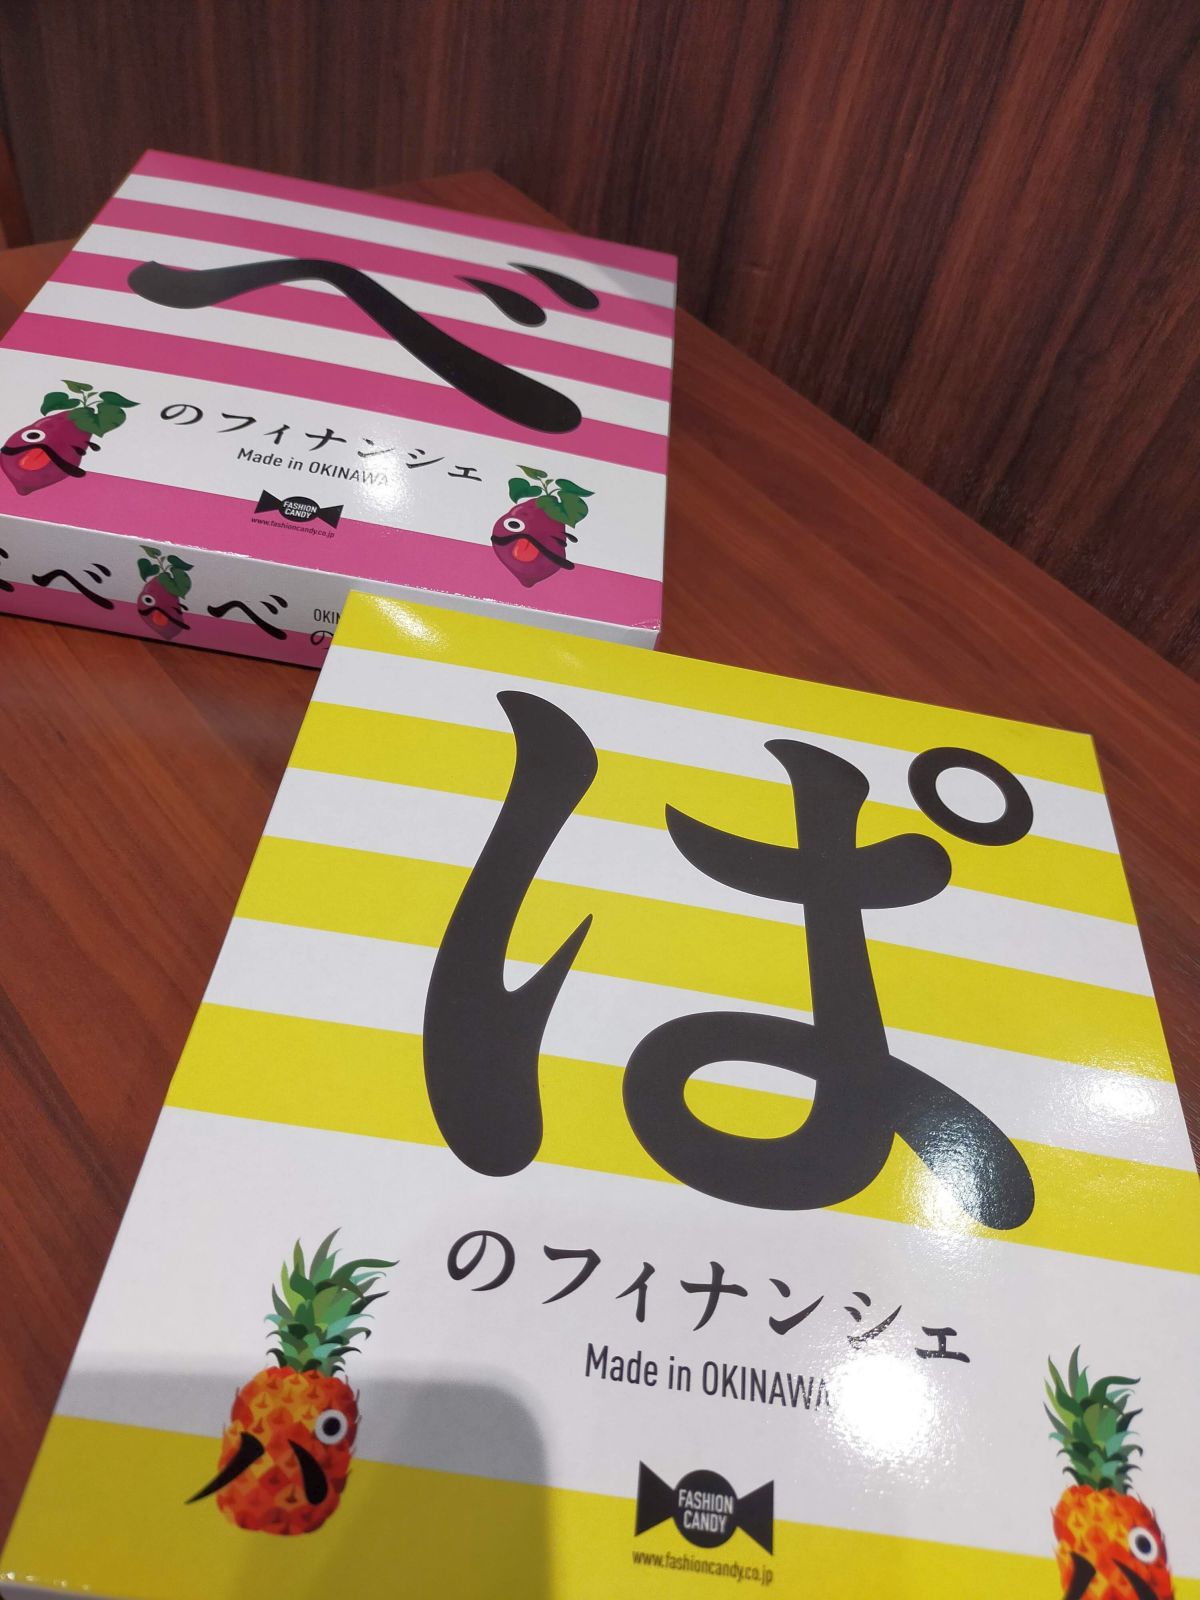 べ
のフィナンシェ
Made in OKINAWA
FASHION
CANDY
www.fashioncandy.co.jp
べ べ
の
ぱ
のフィナンシェ
Made in OKINAWA
FASHION
CANDY
www.fashioncandy.co.jp